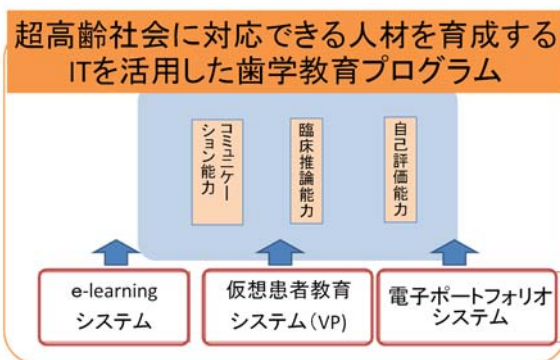 超高齢社会に対応できる人材を育成する
ITを活用した歯学教育プログラム
コミュニケー
ション能力
臨床推論能力
自己評価能力
e-learning
システム
仮想患者教育
システム（VP）
電子ポートフォリオ
システム